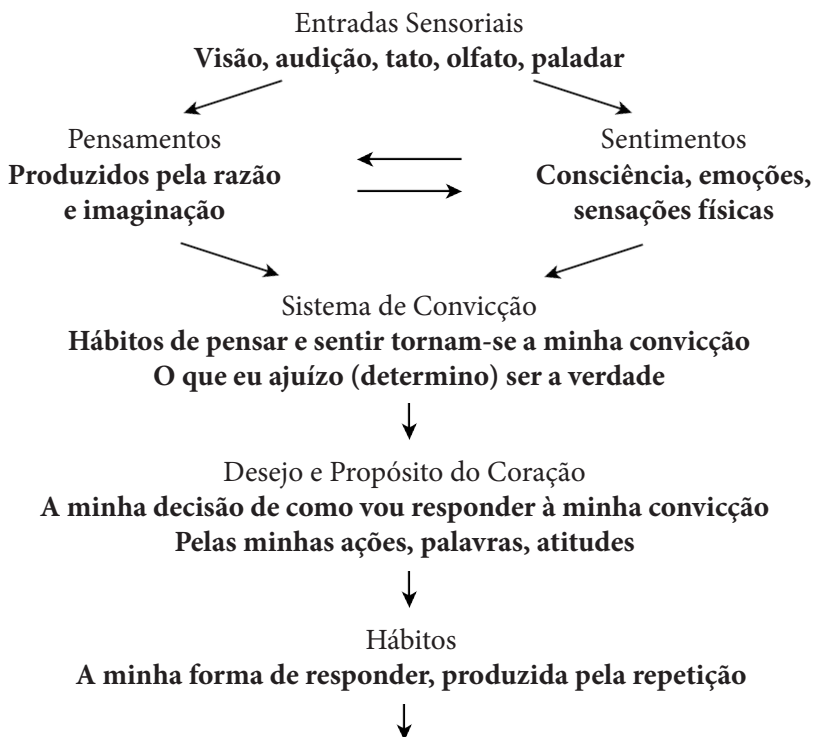 Entradas Sensoriais
Visão, audição, tato, olfato, paladar
Pensamentos
Produzidos pela razão
e imaginação
Sentimentos
Consciência, emoções,
sensações físicas
Sistema de Convicção
Hábitos de pensar e sentir tornam-se a minha convicção
O que eu ajuízo (determino) ser a verdade
Desejo e Propósito do Coração
A minha decisão de como vou responder à minha convicção
Pelas minhas ações, palavras, atitudes
Hábitos
A minha forma de responder, produzida pela repetição